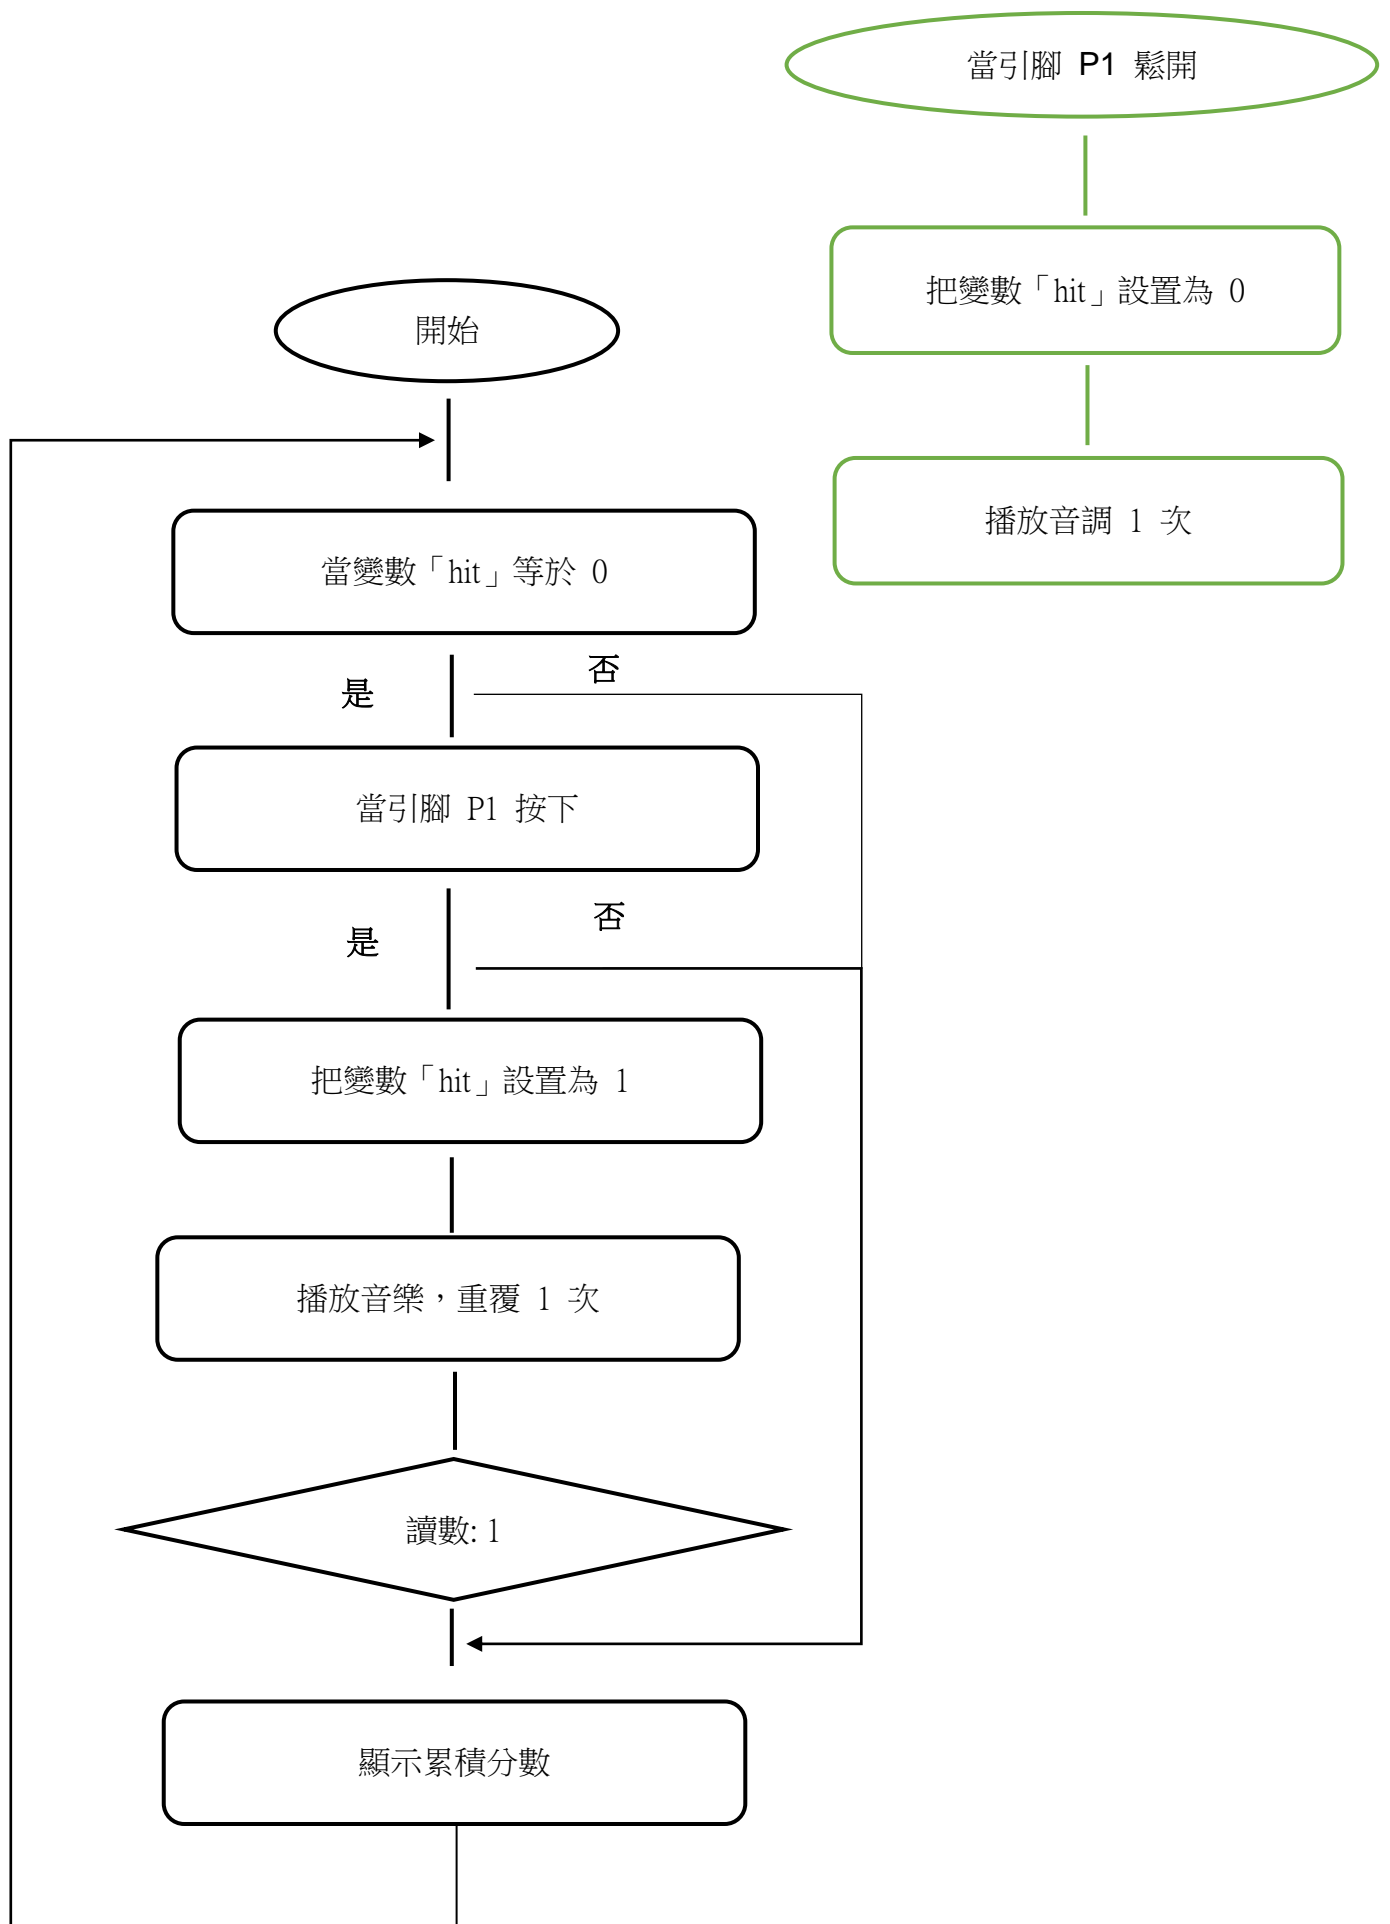 當引腳 P1 鬆開
把變數「hit」設置為 0
播放音調 1 次
開始
當變數「hit」等於 0
是
否
當引腳 P1 按下
是
否
把變數「hit」設置為 1
播放音樂，重覆 1 次
讀數: 1
顯示累積分數